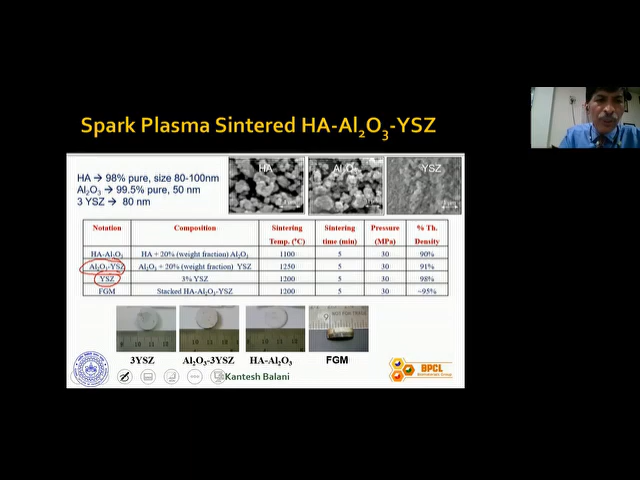 Spark Plasma Sintered HA-Al2O3-YSZ
HA → 98% pure, size 80-100nm
Al2O3 → 99.5% pure, 50 nm
3 YSZ → 80 nm
HA
Al2O3
YSZ
Notation Composition Sintering Temp. (°C) Sintering time (min) Pressure (MPa) % Th. Density
HA-Al2O3 HA + 20% (weight fraction) Al2O3 1100 5 30 90%
Al2O3-YSZ Al2O3 + 20% (weight fraction) YSZ 1250 5 30 91%
YSZ 3% YSZ 1200 5 30 98%
FGM Stacked HA-Al2O3-YSZ 1200 5 30 ~95%
3YSZ
Al2O3-3YSZ
HA-Al2O3
FGM
Kantesh Balani
BPCL